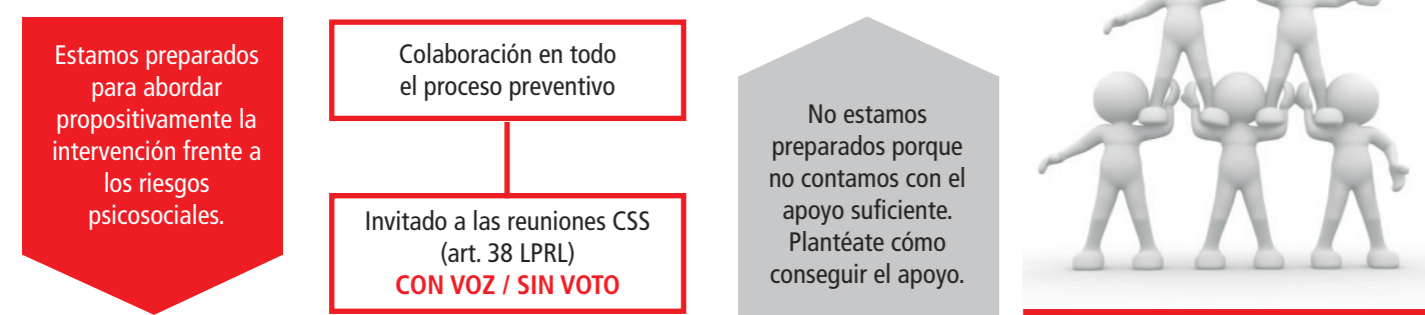 Estamos preparados
para abordar
propositivamente la
intervención frente a
los riesgos
psicosociales.
Colaboración en todo
el proceso preventivo
Invitado a las reuniones CSS
(art. 38 LPRL)
CON VOZ / SIN VOTO
No estamos
preparados porque
no contamos con el
apoyo suficiente.
Plantéate cómo
conseguir el apoyo.